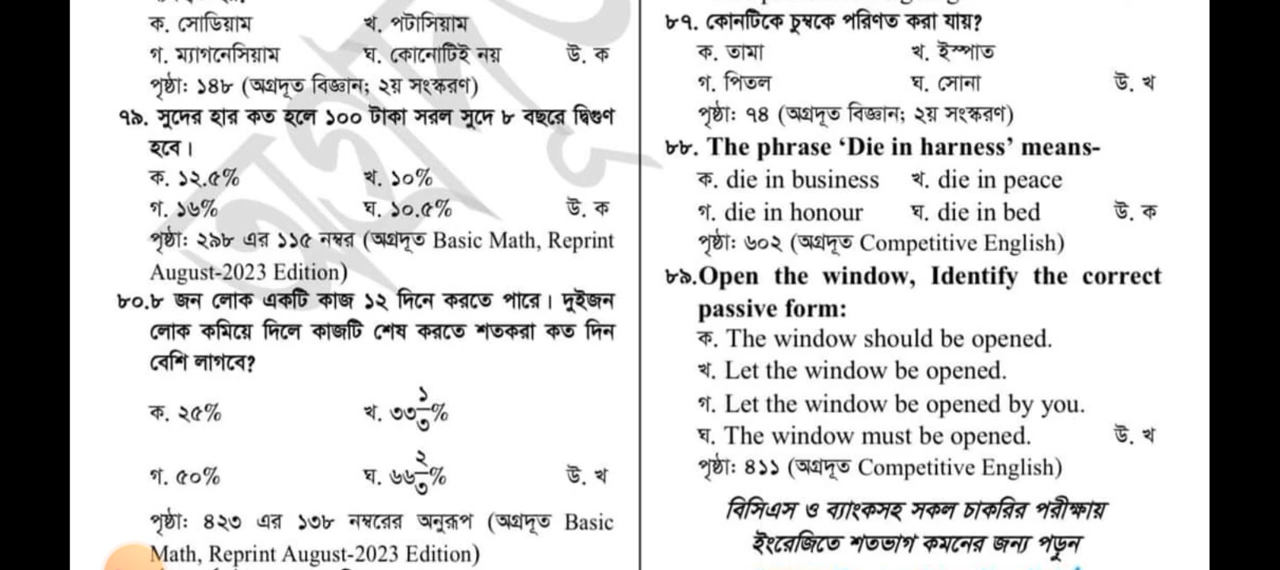 ক. সোডিয়াম খ. পটাসিয়াম
গ. ম্যাগনেসিয়াম ঘ. কোনোটিই নয় উ. ক
পৃষ্ঠা: ১৪৮ (অগ্রদূত বিজ্ঞান; ২য় সংস্করণ)
৭৯. সুদের হার কত হলে ১০০ টাকা সরল সুদে ৮ বছরে দ্বিগুণ
হবে।
ক. ১২.৫% খ. ১০%
গ. ১৬% ঘ. ১০.৫% উ. ক
পৃষ্ঠা: ২৯৮ এর ১১৫ নম্বর (অগ্রদূত Basic Math, Reprint
August-2023 Edition)
৮০.৮ জন লোক একটি কাজ ১২ দিনে করতে পারে। দুইজন
লোক কমিয়ে দিলে কাজটি শেষ করতে শতকরা কত দিন
বেশি লাগবে?
ক. ২৫% খ. ৩৩১/৩%
গ. ৫০% ঘ. ৬৬২/৩% উ. খ
পৃষ্ঠা: ৪২৩ এর ১৩৮ নম্বরের অনুরূপ (অগ্রদূত Basic
Math, Reprint August-2023 Edition)
৮৭. কোনটিকে চুম্বকে পরিণত করা যায়?
ক. তামা খ. ইস্পাত
গ. পিতল ঘ. সোনা উ. খ
পৃষ্ঠা: ৭৪ (অগ্রদূত বিজ্ঞান; ২য় সংস্করণ)
৮৮. The phrase ‘Die in harness’ means-
ক. die in business খ. die in peace
গ. die in honour ঘ. die in bed উ. ক
পৃষ্ঠা: ৬০২ (অগ্রদূত Competitive English)
৮৯.Open the window, Identify the correct
passive form:
ক. The window should be opened.
খ. Let the window be opened.
গ. Let the window be opened by you.
ঘ. The window must be opened. উ. খ
পৃষ্ঠা: ৪১১ (অগ্রদূত Competitive English)
বিসিএস ও ব্যাংকসহ সকল চাকরির পরীক্ষায়
ইংরেজিতে শতভাগ কমনের জন্য পড়ুন